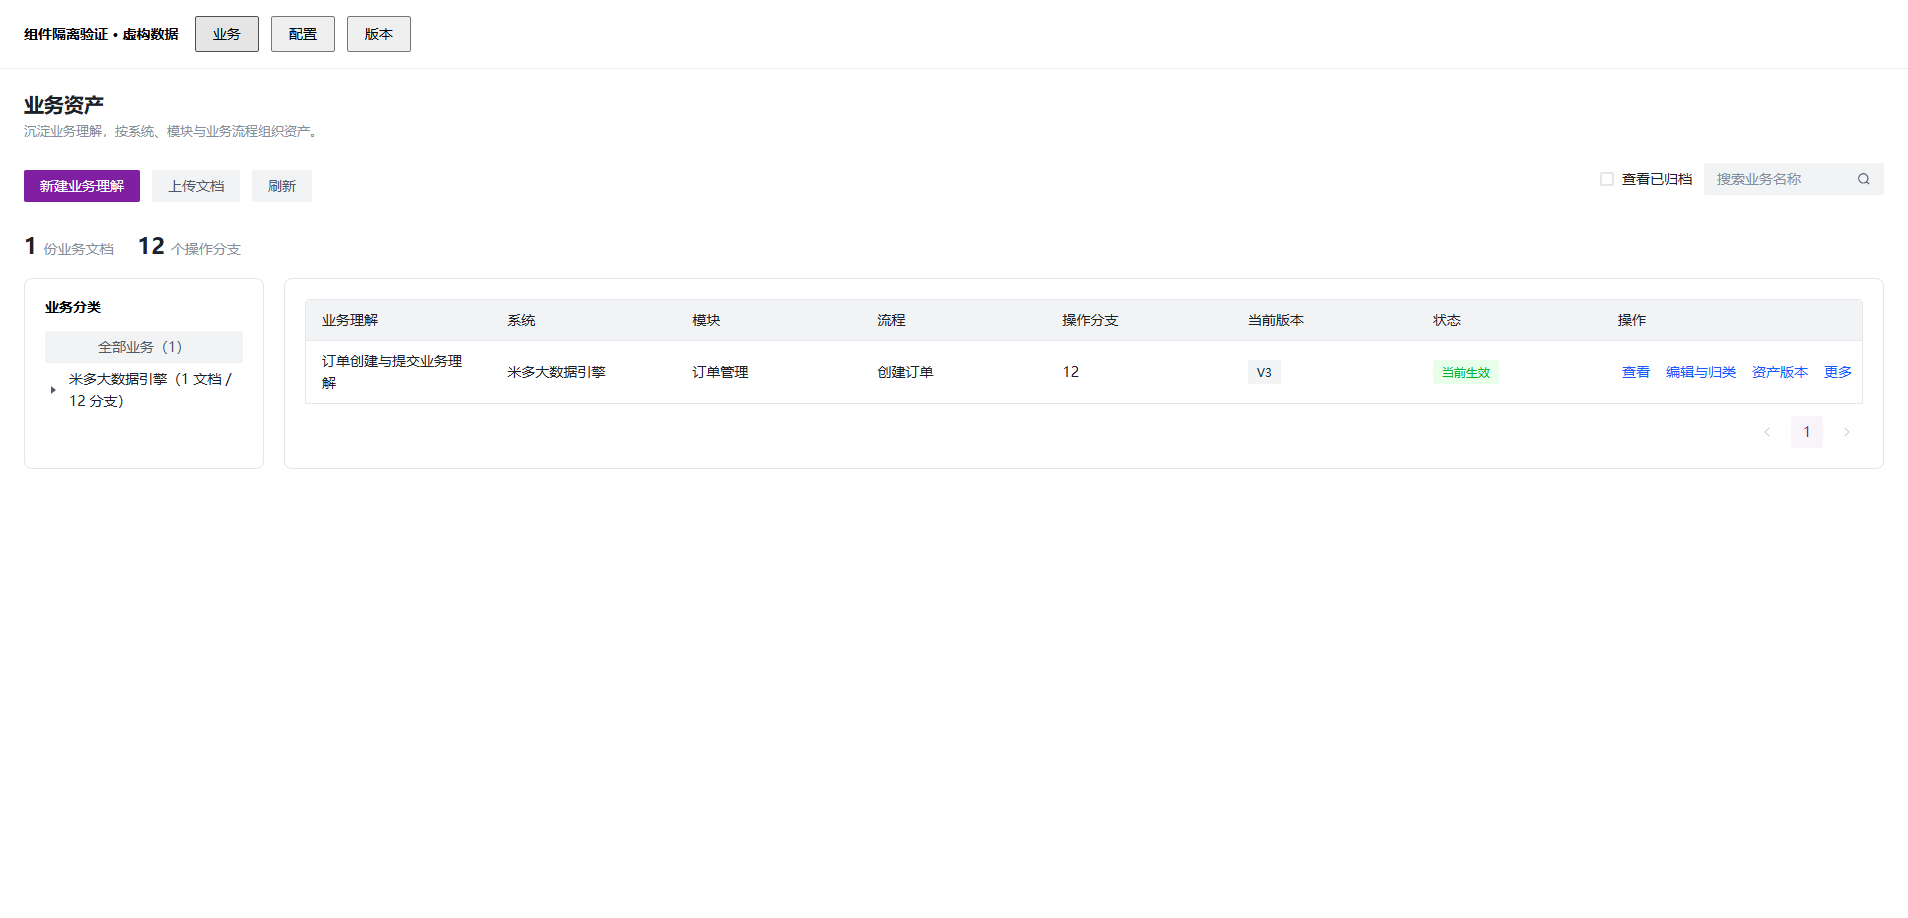 组件隔离验证 • 虚构数据 业务 配置 版本
业务资产
沉淀业务理解，按系统、模块与业务流程组织资产。
新建业务理解 上传文档 刷新 查看已归档 搜索业务名称
1 份业务文档 12 个操作分支
业务分类
全部业务（1）
米多大数据引擎（1 文档 /
12 分支）
业务理解 系统 模块 流程 操作分支 当前版本 状态 操作
订单创建与提交业务理
解
米多大数据引擎 订单管理 创建订单 12 V3 当前生效 查看 编辑与归类 资产版本 更多
1